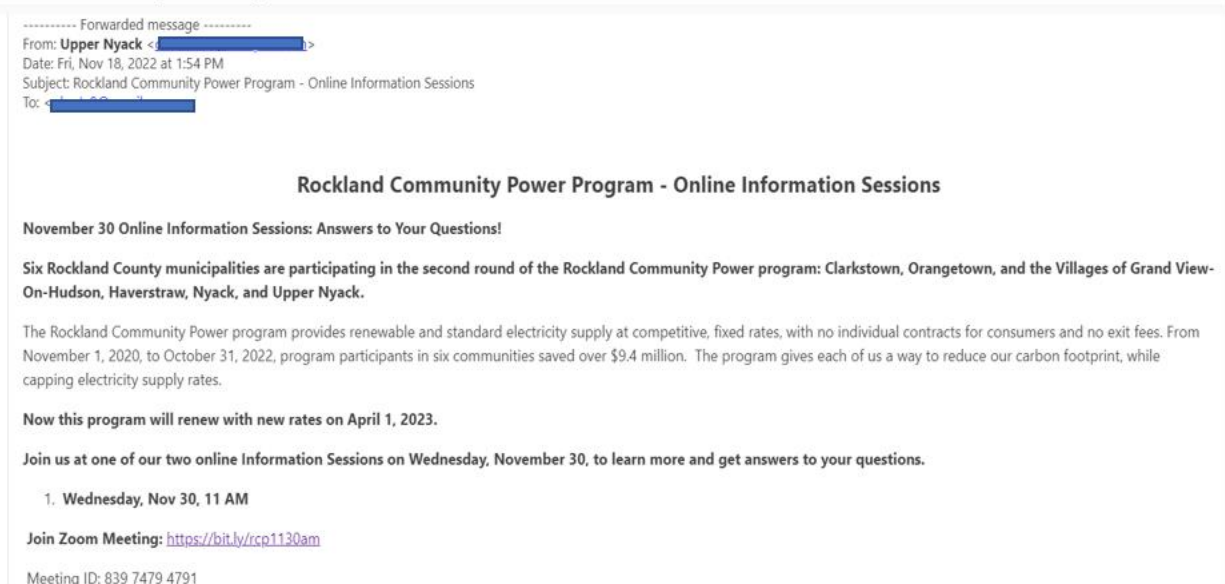 ---------- Forwarded message ---------
From: Upper Nyack < >
Date: Fri, Nov 18, 2022 at 1:54 PM
Subject: Rockland Community Power Program - Online Information Sessions
To: <
Rockland Community Power Program - Online Information Sessions
November 30 Online Information Sessions: Answers to Your Questions!
Six Rockland County municipalities are participating in the second round of the Rockland Community Power program: Clarkstown, Orangetown, and the Villages of Grand View-
On-Hudson, Haverstraw, Nyack, and Upper Nyack.
The Rockland Community Power program provides renewable and standard electricity supply at competitive, fixed rates, with no individual contracts for consumers and no exit fees. From
November 1, 2020, to October 31, 2022, program participants in six communities saved over $9.4 million. The program gives each of us a way to reduce our carbon footprint, while
capping electricity supply rates.
Now this program will renew with new rates on April 1, 2023.
Join us at one of our two online Information Sessions on Wednesday, November 30, to learn more and get answers to your questions.
1. Wednesday, Nov 30, 11 AM
Join Zoom Meeting: https://bit.ly/rcp1130am
Meeting ID: 839 7479 4791